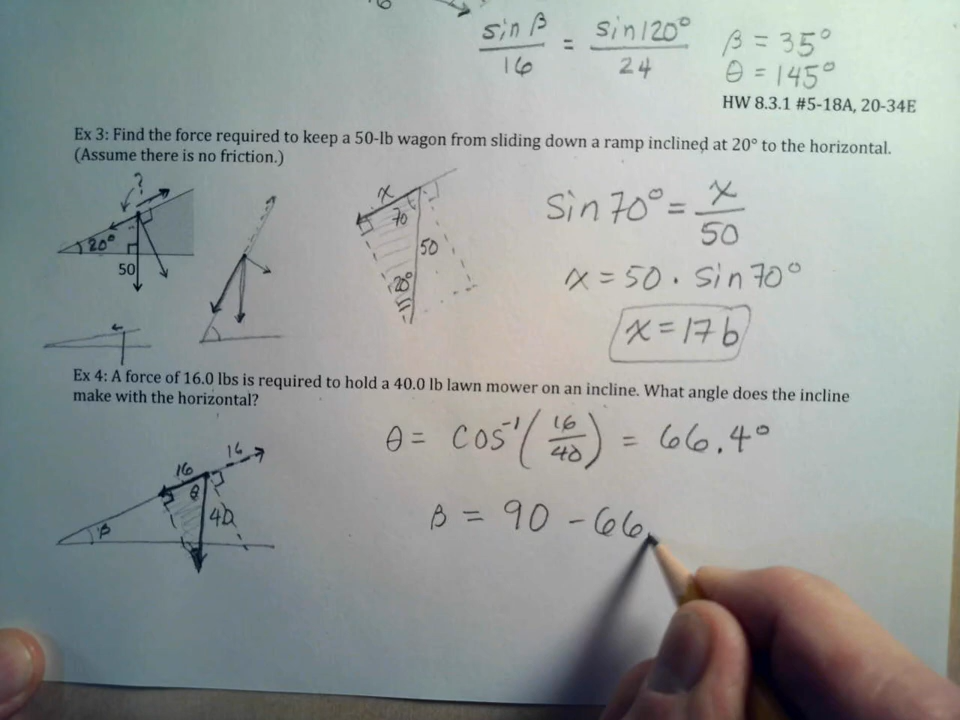 sin β / 16 = sin 120° / 24
β = 35°
θ = 145°
HW 8.3.1 #5-18A, 20-34E
Ex 3: Find the force required to keep a 50-lb wagon from sliding down a ramp inclined at 20° to the horizontal.
(Assume there is no friction.)
?
20°
50
x
70
50
20°
sin 70° = x / 50
x = 50 · sin 70°
x = 17 lb
Ex 4: A force of 16.0 lbs is required to hold a 40.0 lb lawn mower on an incline. What angle does the incline
make with the horizontal?
16
16
θ
40
β
θ = cos⁻¹ (16 / 40) = 66.4°
β = 90 - 66.